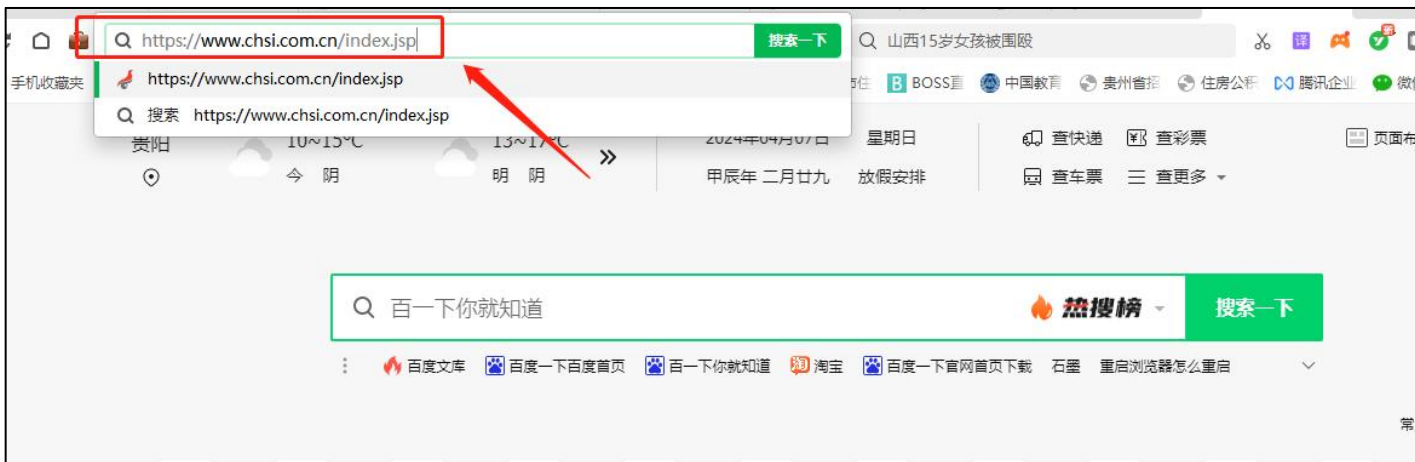 https://www.chsi.com.cn/index.jsp 搜索一下 山西15岁女孩被围殴 译
手机收藏夹 https://www.chsi.com.cn/index.jsp BOSS直 中国教育 贵州省招 住房公积 腾讯企业 微信
搜索 https://www.chsi.com.cn/index.jsp
贵阳 10~15℃ 13~17℃ 2024年04月07日 星期日 查快递 查彩票 页面布
今 阴 明 阴 甲辰年 二月廿九 放假安排 查车票 查更多
百一下你就知道 热搜榜 搜索一下
百度文库 百度一下百度首页 百一下你就知道 淘 淘宝 百度一下官网首页下载 石墨 重启浏览器怎么重启
常